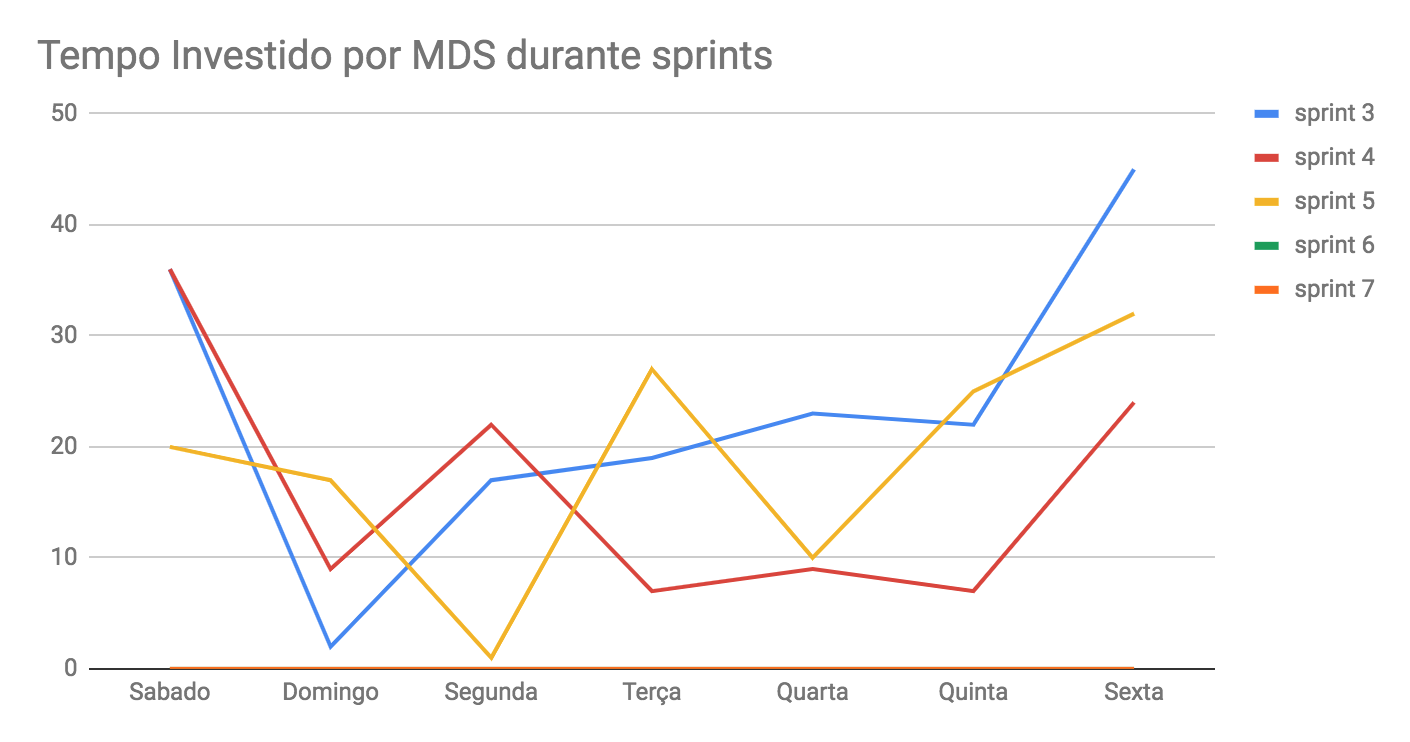 Tempo Investido por MDS durante sprints
50
40
30
20
10
0
Sabado Domingo Segunda Terça Quarta Quinta Sexta
sprint 3
sprint 4
sprint 5
sprint 6
sprint 7